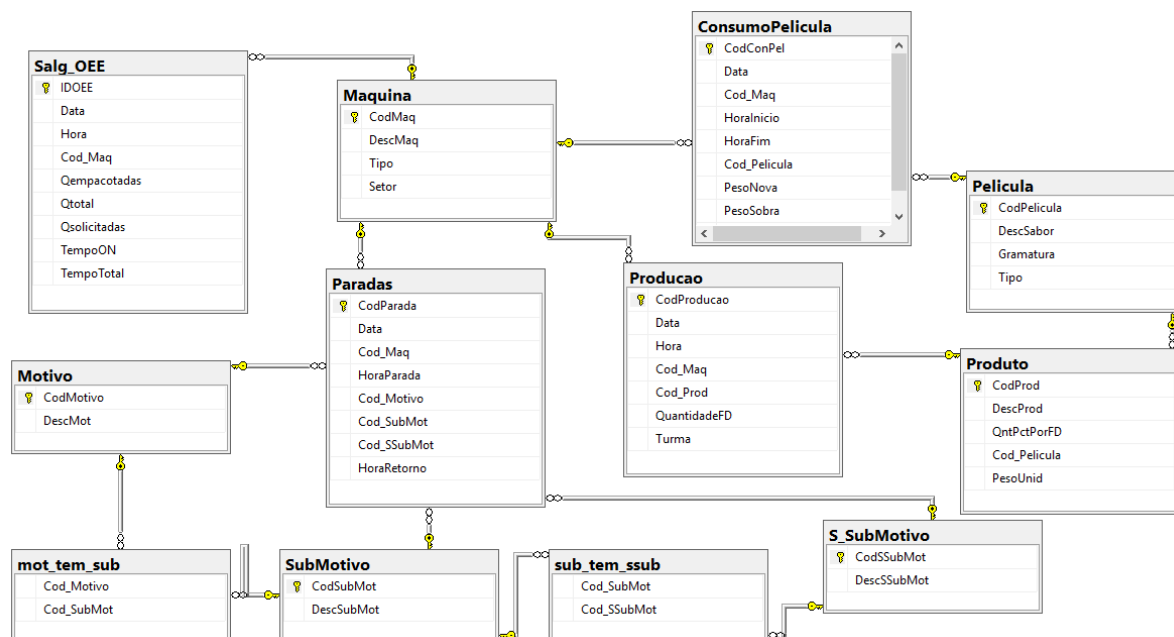 Salg_OEE
IDOEE
Data
Hora
Cod_Maq
Qempacotadas
Qtotal
Qsolicitadas
TempoON
TempoTotal
Maquina
CodMaq
DescMaq
Tipo
Setor
ConsumoPelicula
CodConPel
Data
Cod_Maq
HoraInicio
HoraFim
Cod_Pelicula
PesoNova
PesoSobra
Pelicula
CodPelicula
DescSabor
Gramatura
Tipo
Paradas
CodParada
Data
Cod_Maq
HoraParada
Cod_Motivo
Cod_SubMot
Cod_SSubMot
HoraRetorno
Producao
CodProducao
Data
Hora
Cod_Maq
Cod_Prod
QuantidadeFD
Turma
Produto
CodProd
DescProd
QntPctPorFD
Cod_Pelicula
PesoUnid
Motivo
CodMotivo
DescMot
mot_tem_sub
Cod_Motivo
Cod_SubMot
SubMotivo
CodSubMot
DescSubMot
sub_tem_ssub
Cod_SubMot
Cod_SSubMot
S_SubMotivo
CodSSubMot
DescSSubMot